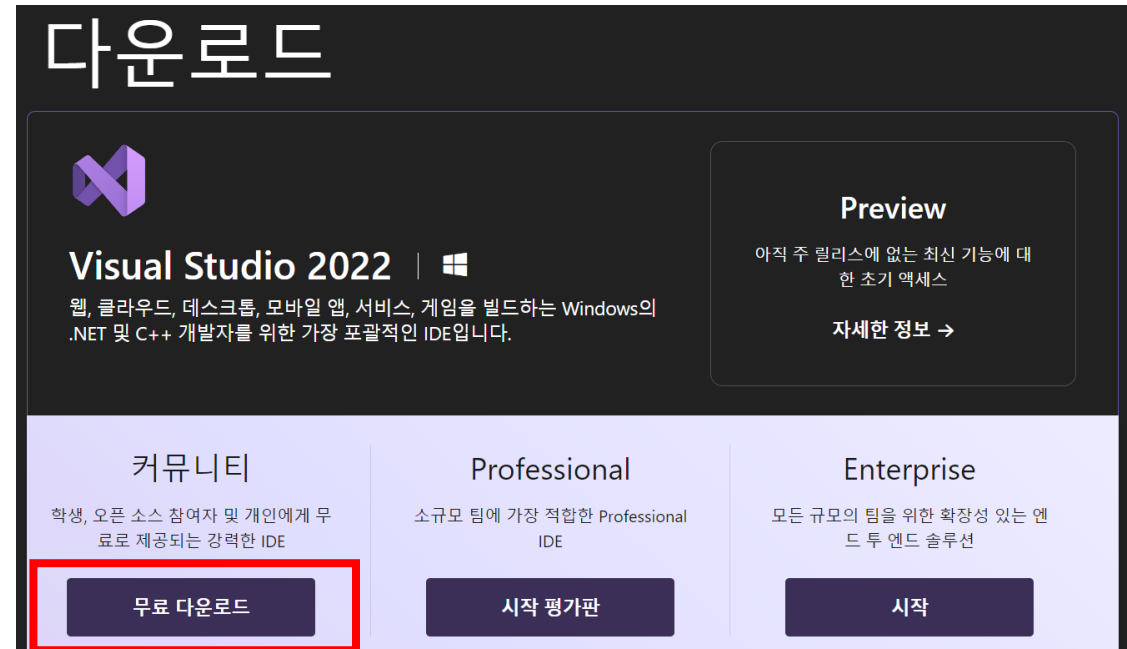 다운로드
Visual Studio 2022
웹, 클라우드, 데스크톱, 모바일 앱, 서비스, 게임을 빌드하는 Windows의
.NET 및 C++ 개발자를 위한 가장 포괄적인 IDE입니다.
Preview
아직 주 릴리스에 없는 최신 기능에 대
한 초기 액세스
자세한 정보 →
커뮤니티
학생, 오픈 소스 참여자 및 개인에게 무
료로 제공되는 강력한 IDE
무료 다운로드
Professional
소규모 팀에 가장 적합한 Professional
IDE
시작 평가판
Enterprise
모든 규모의 팀을 위한 확장성 있는 엔
드 투 엔드 솔루션
시작